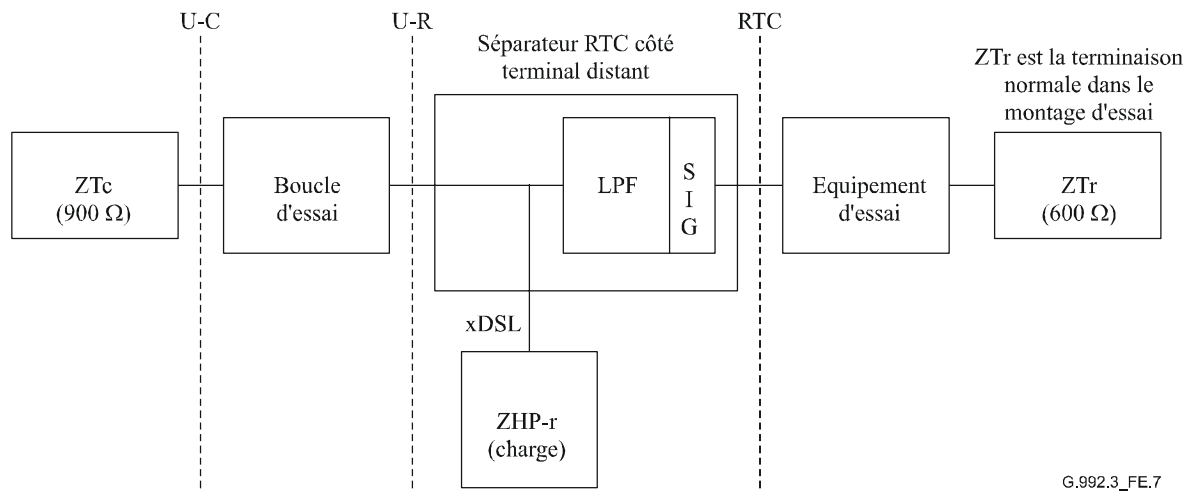 U-C
U-R
RTC
Séparateur RTC côté
terminal distant
ZTr est la terminaison
normale dans le
montage d'essai
ZTc
(900 Ω)
Boucle
d'essai
LPF
S
I
G
Equipement
d'essai
ZTr
(600 Ω)
xDSL
ZHP-r
(charge)
G.992.3_FE.7